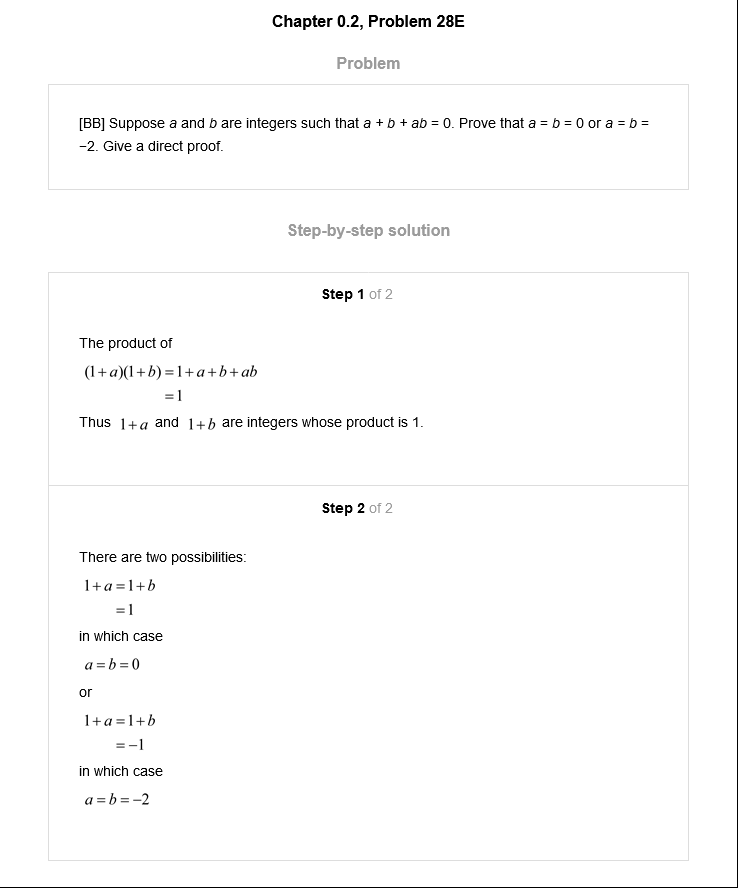 Chapter 0.2, Problem 28E
Problem
[BB] Suppose a and b are integers such that a + b + ab = 0. Prove that a = b = 0 or a = b =
−2. Give a direct proof.
Step-by-step solution
Step 1 of 2
The product of
(1+a)(1+b)=1+a+b+ab
=1
Thus 1+a and 1+b are integers whose product is 1.
Step 2 of 2
There are two possibilities:
1+a=1+b
=1
in which case
a=b=0
or
1+a=1+b
=−1
in which case
a=b=−2